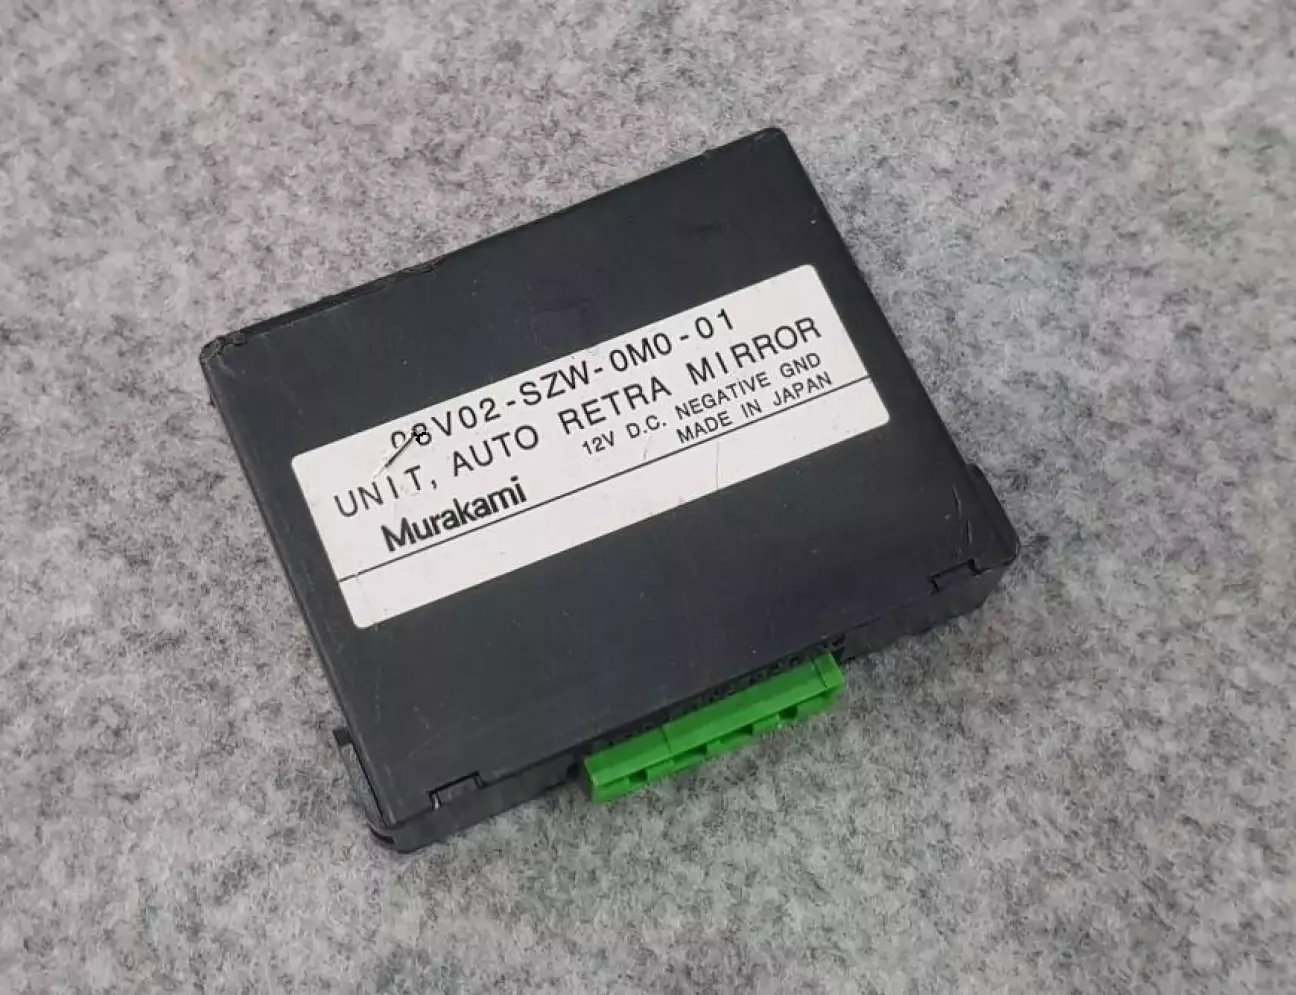 08V02-SZW-0M0-01
UNIT, AUTO RETRA MIRROR
12V D.C. NEGATIVE GND
Murakami
MADE IN JAPAN